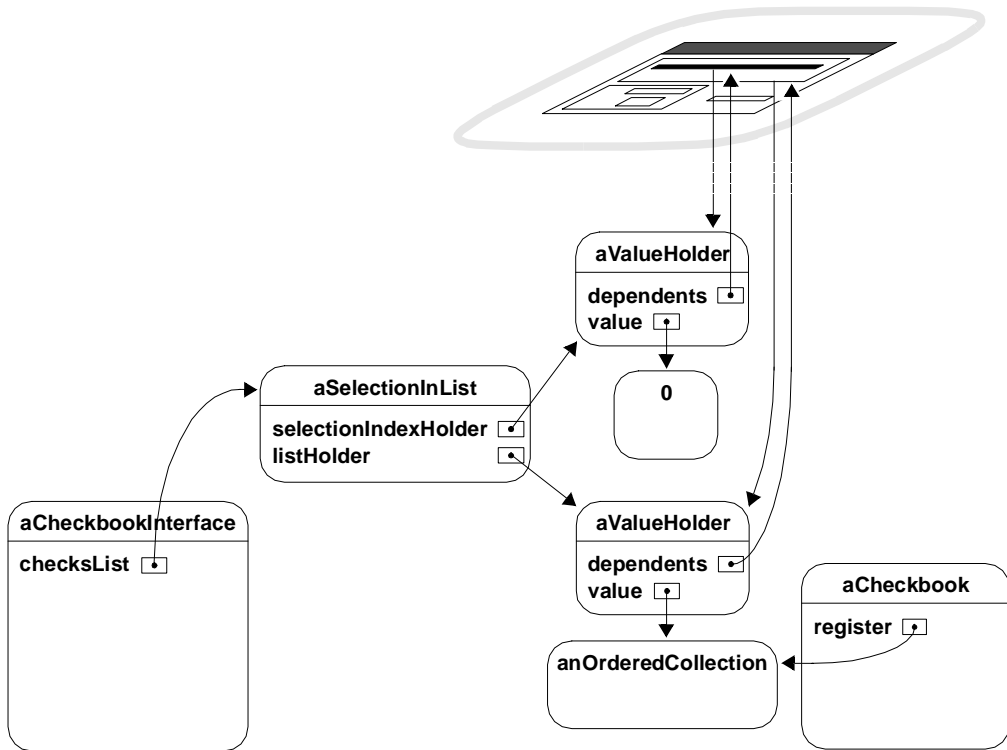 aValueHolder
dependents
value
0
aSelectionInList
selectionIndexHolder
listHolder
aCheckbookInterface
checksList
aValueHolder
dependents
value
aCheckbook
register
anOrderedCollection